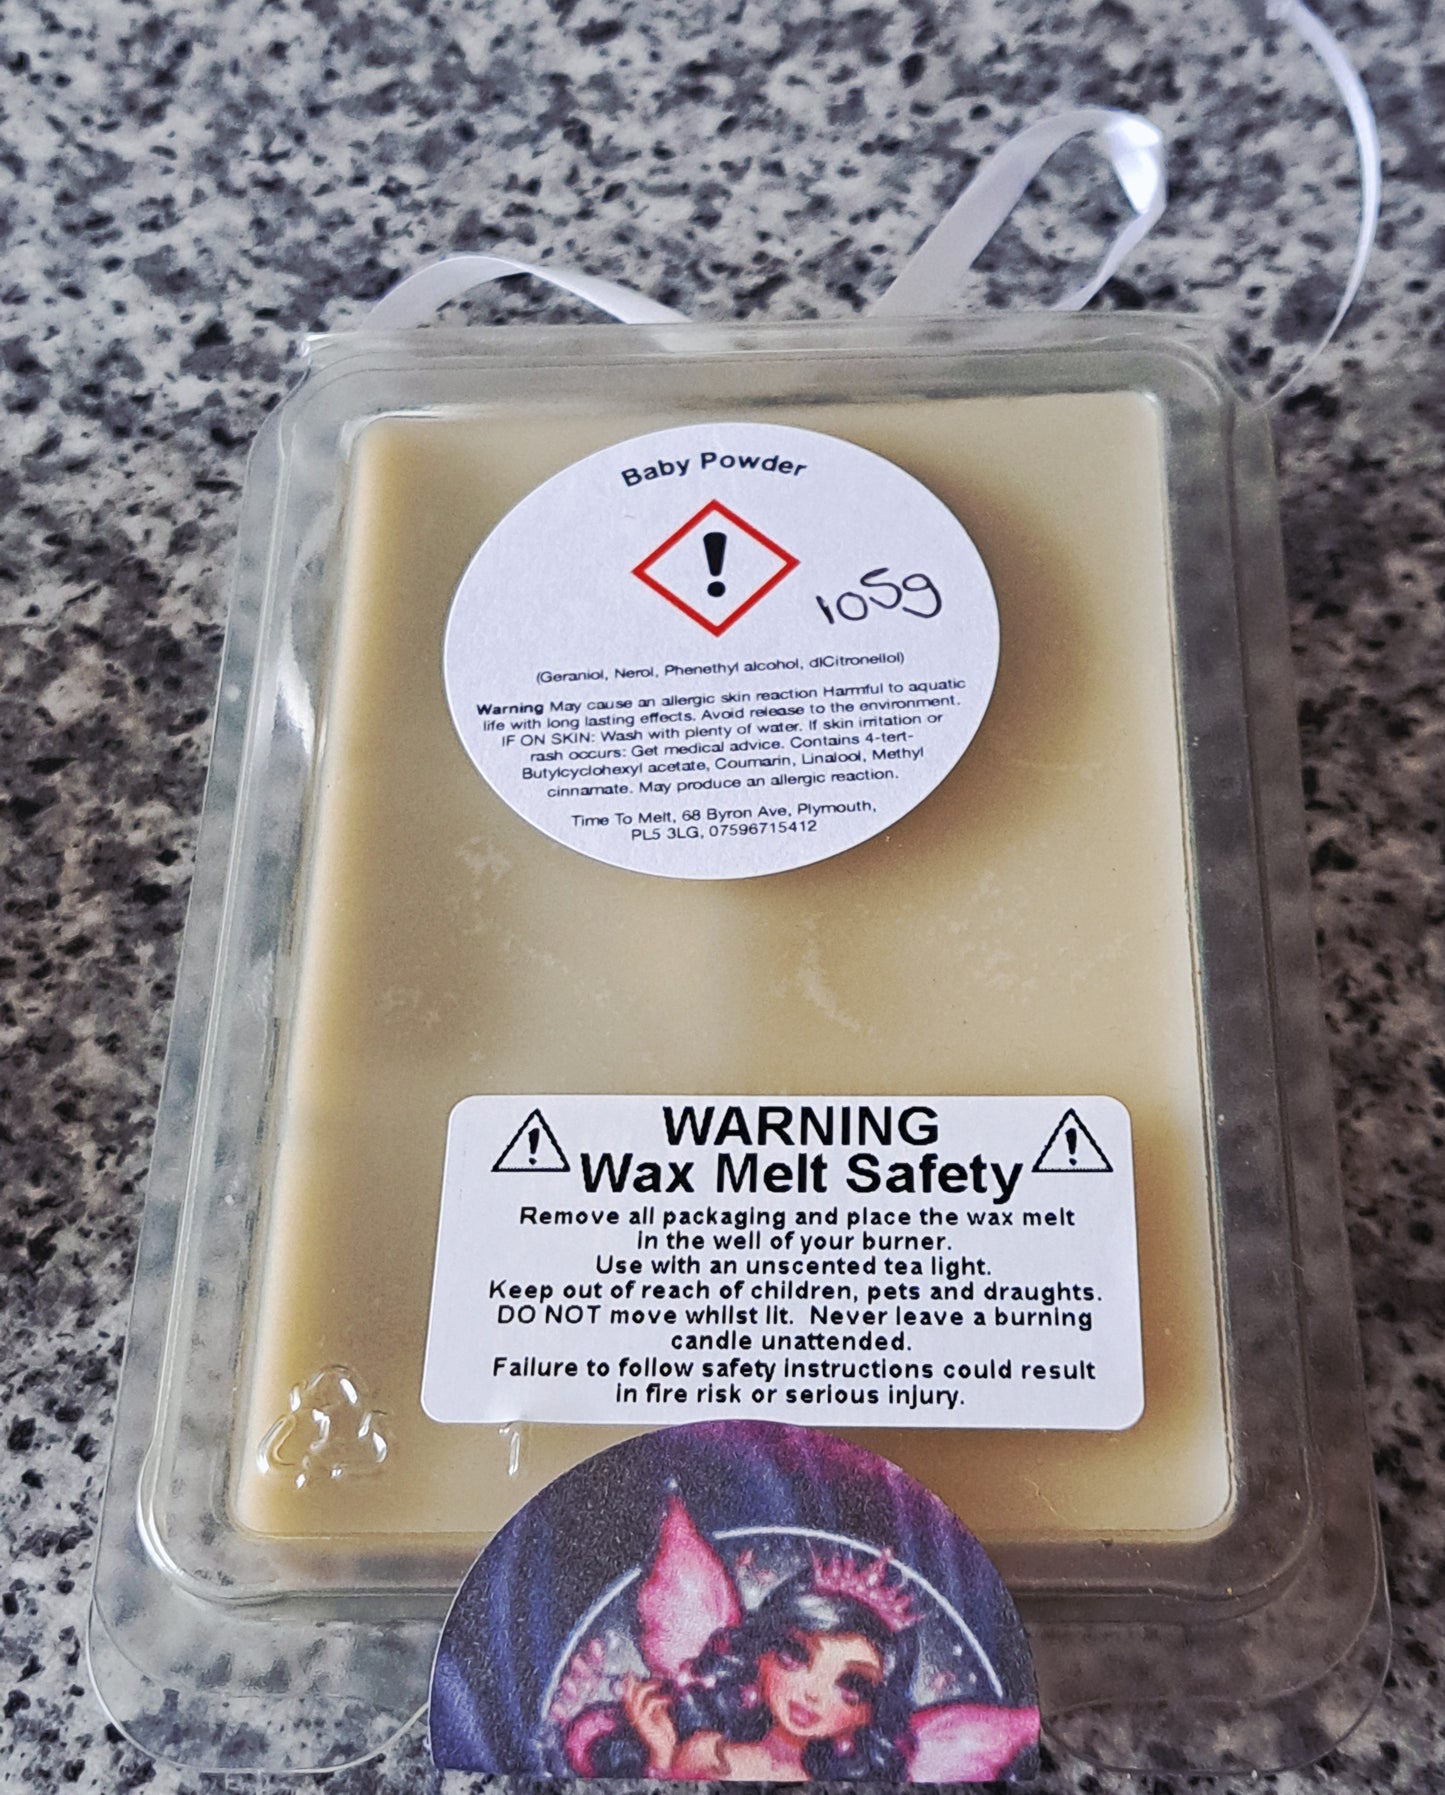 Baby Powder
105g
(Geraniol, Nerol, Phenethyl alcohol, dlCitronellol)
Warning May cause an allergic skin reaction Harmful to aquatic
life with long lasting effects. Avoid release to the environment.
IF ON SKIN: Wash with plenty of water. If skin irritation or
rash occurs: Get medical advice. Contains 4-tert-
Butylcyclohexyl acetate, Coumarin, Linalool, Methyl
cinnamate. May produce an allergic reaction.
Time To Melt, 68 Byron Ave, Plymouth,
PL5 3LG, 07596715412
WARNING
Wax Melt Safety
Remove all packaging and place the wax melt
in the well of your burner.
Use with an unscented tea light.
Keep out of reach of children, pets and draughts.
DO NOT move whilst lit. Never leave a burning
candle unattended.
Failure to follow safety instructions could result
in fire risk or serious injury.
1